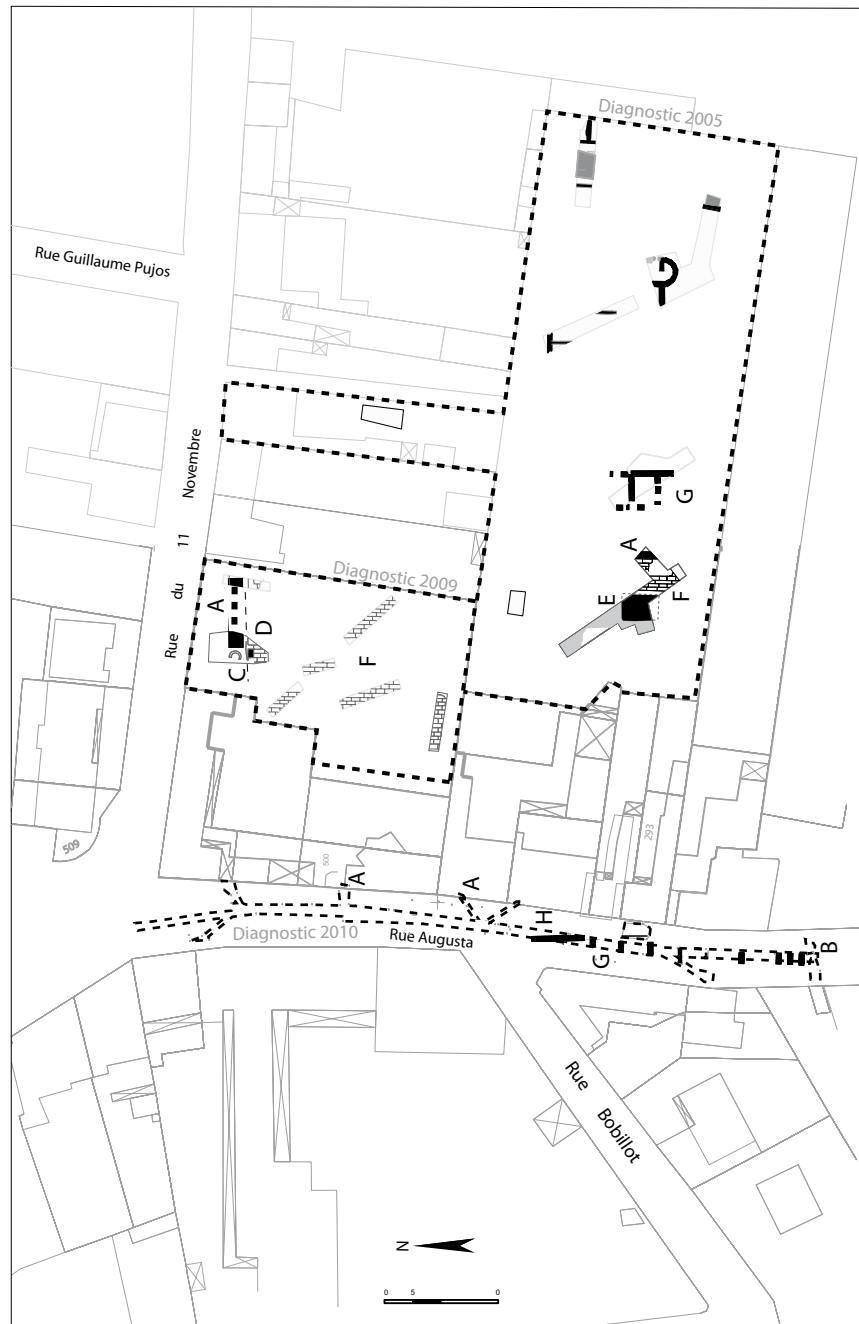 Diagnostic 2005
Rue Guillaume Pujos
Rue du 11 Novembre
Diagnostic 2009
A
C
D
F
G
A
E
F
509
500
293
A
A
Diagnostic 2010
Rue Augusta
H
G
B
Rue Bobillot
N
0 5 0